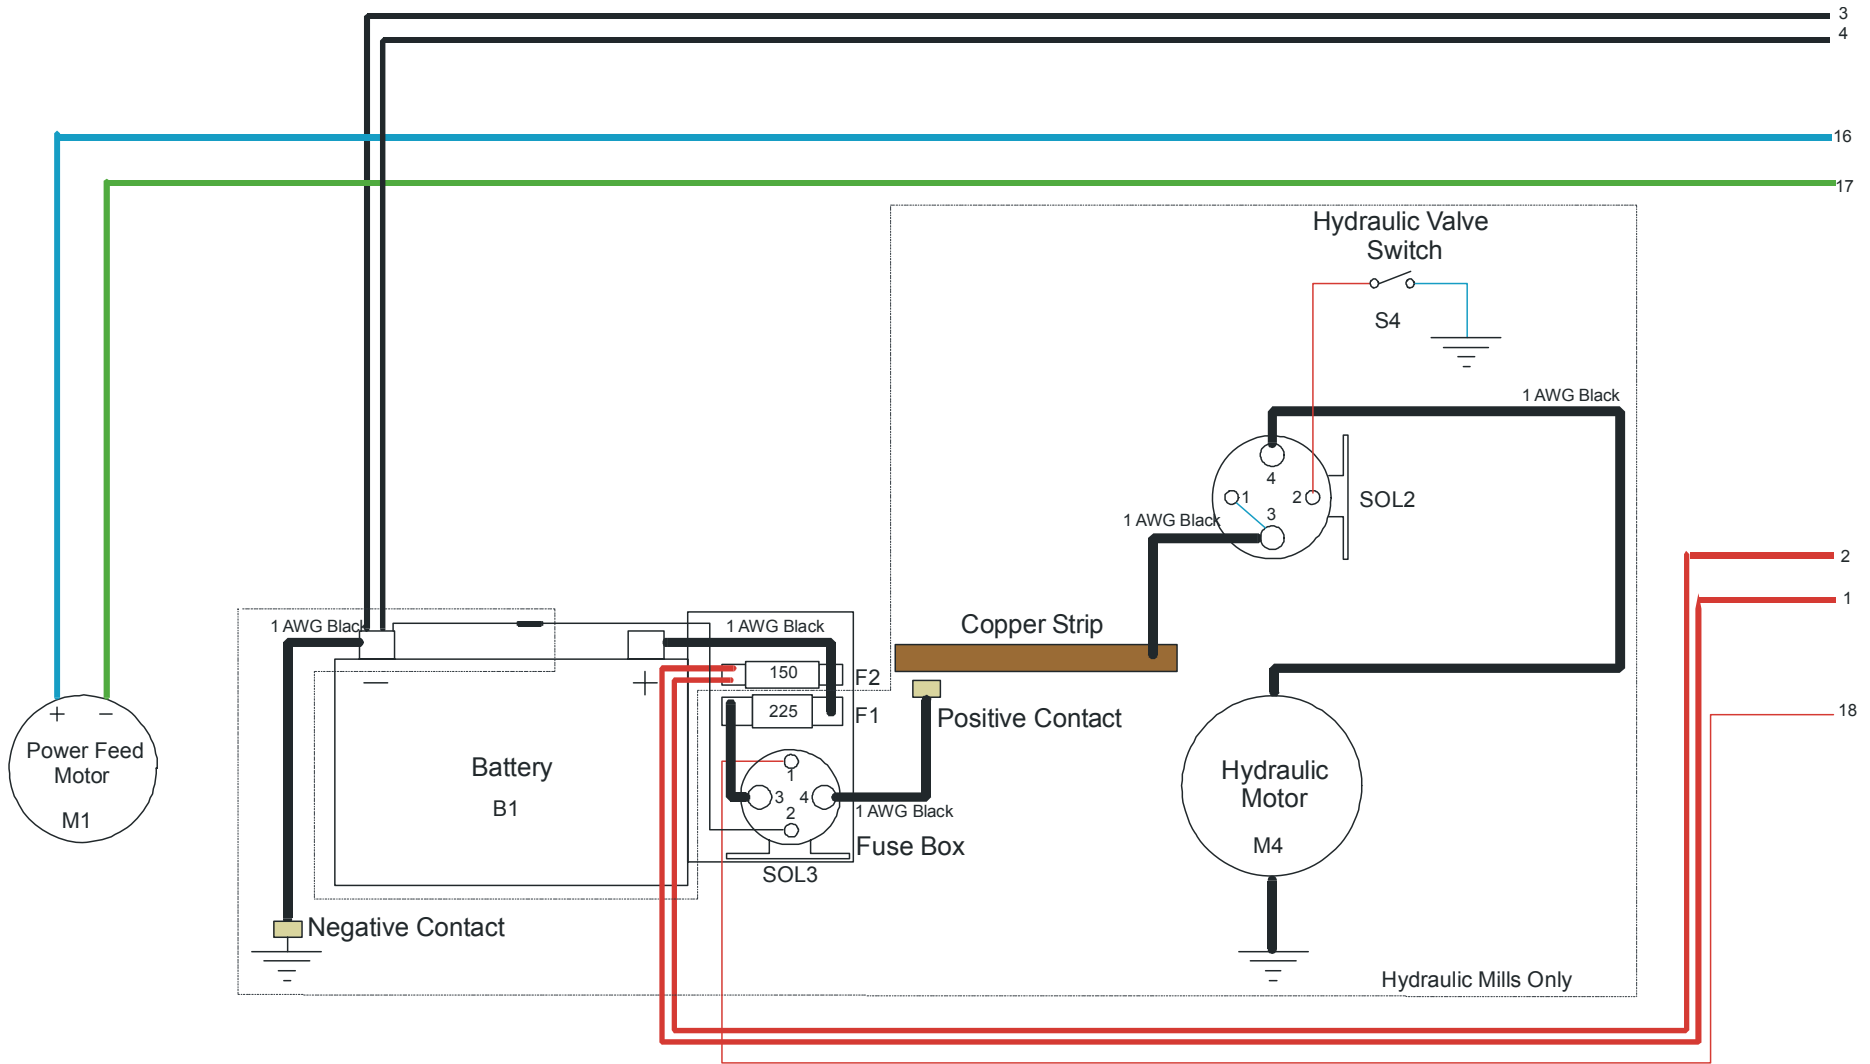 3
4
16
17
Hydraulic Valve
Switch
S4
1 AWG Black
4
1
2
SOL2
3
1 AWG Black
2
1
1 AWG Black
1 AWG Black
Copper Strip
150
F2
− +
225
F1
Positive Contact
18
+ −
Power Feed
Motor
M1
Battery
B1
1
3
4
2
1 AWG Black
Fuse Box
SOL3
Hydraulic
Motor
M4
Negative Contact
Hydraulic Mills Only